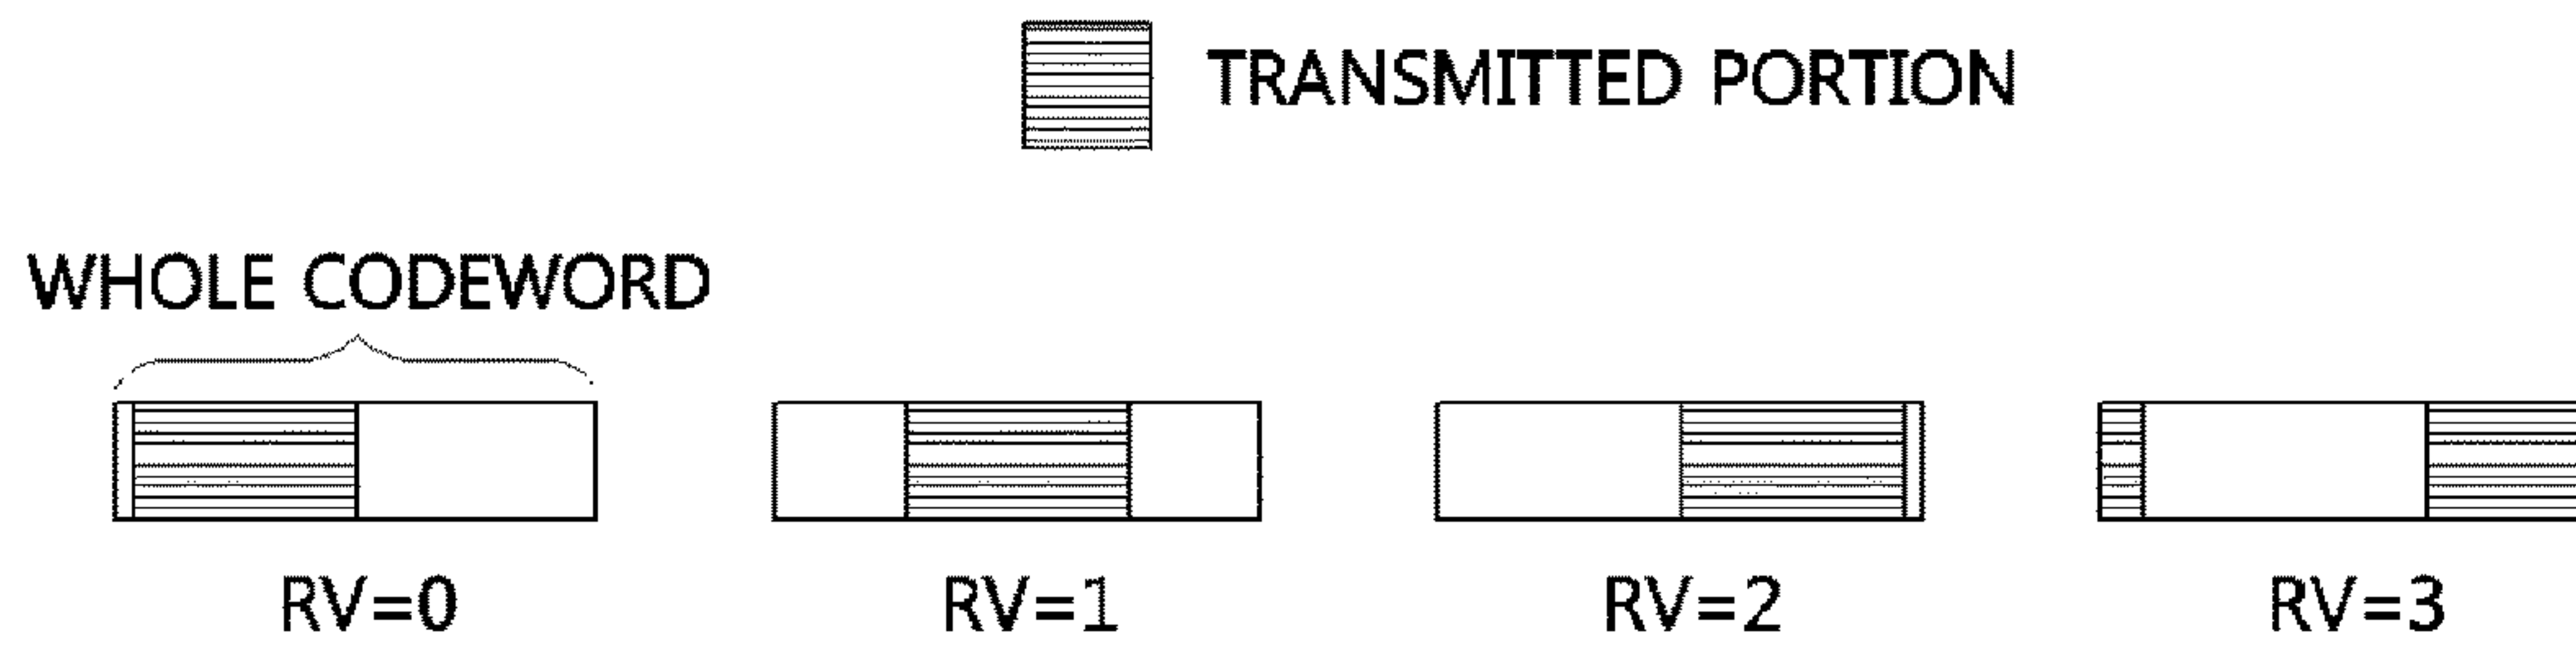 TRANSMITTED PORTION
WHOLE CODEWORD
RV=0
RV=1
RV=2
RV=3